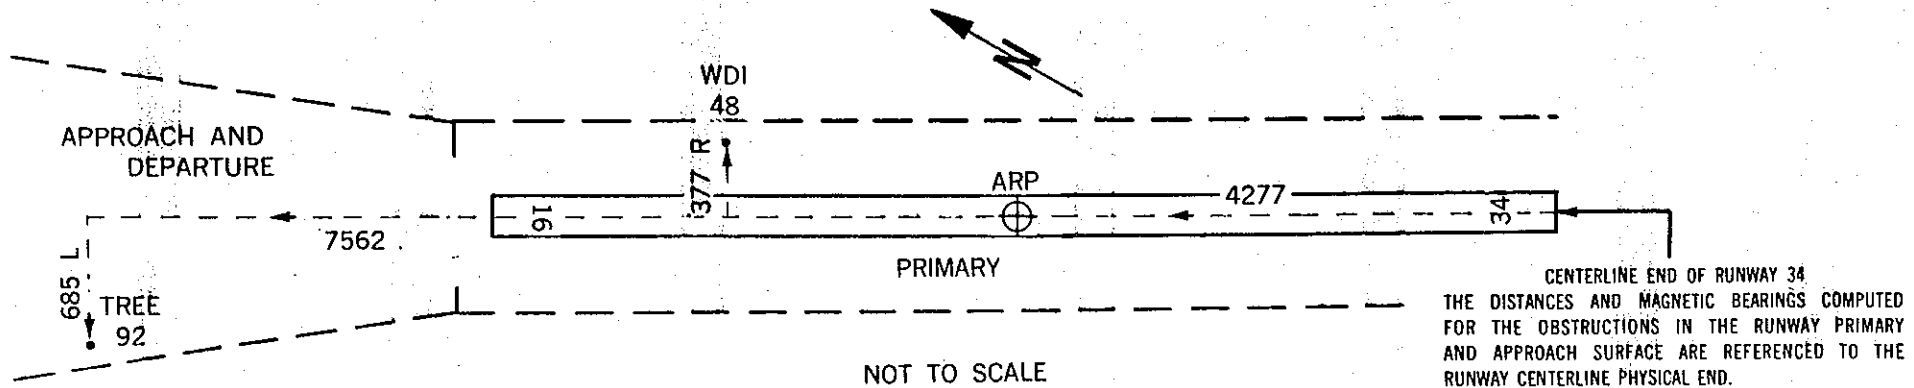 N
WDI
48
APPROACH AND
DEPARTURE
377 R
ARP
4277
16
34
7562
685 L
TREE
92
PRIMARY
CENTERLINE END OF RUNWAY 34
THE DISTANCES AND MAGNETIC BEARINGS COMPUTED
FOR THE OBSTRUCTIONS IN THE RUNWAY PRIMARY
AND APPROACH SURFACE ARE REFERENCED TO THE
RUNWAY CENTERLINE PHYSICAL END.
NOT TO SCALE